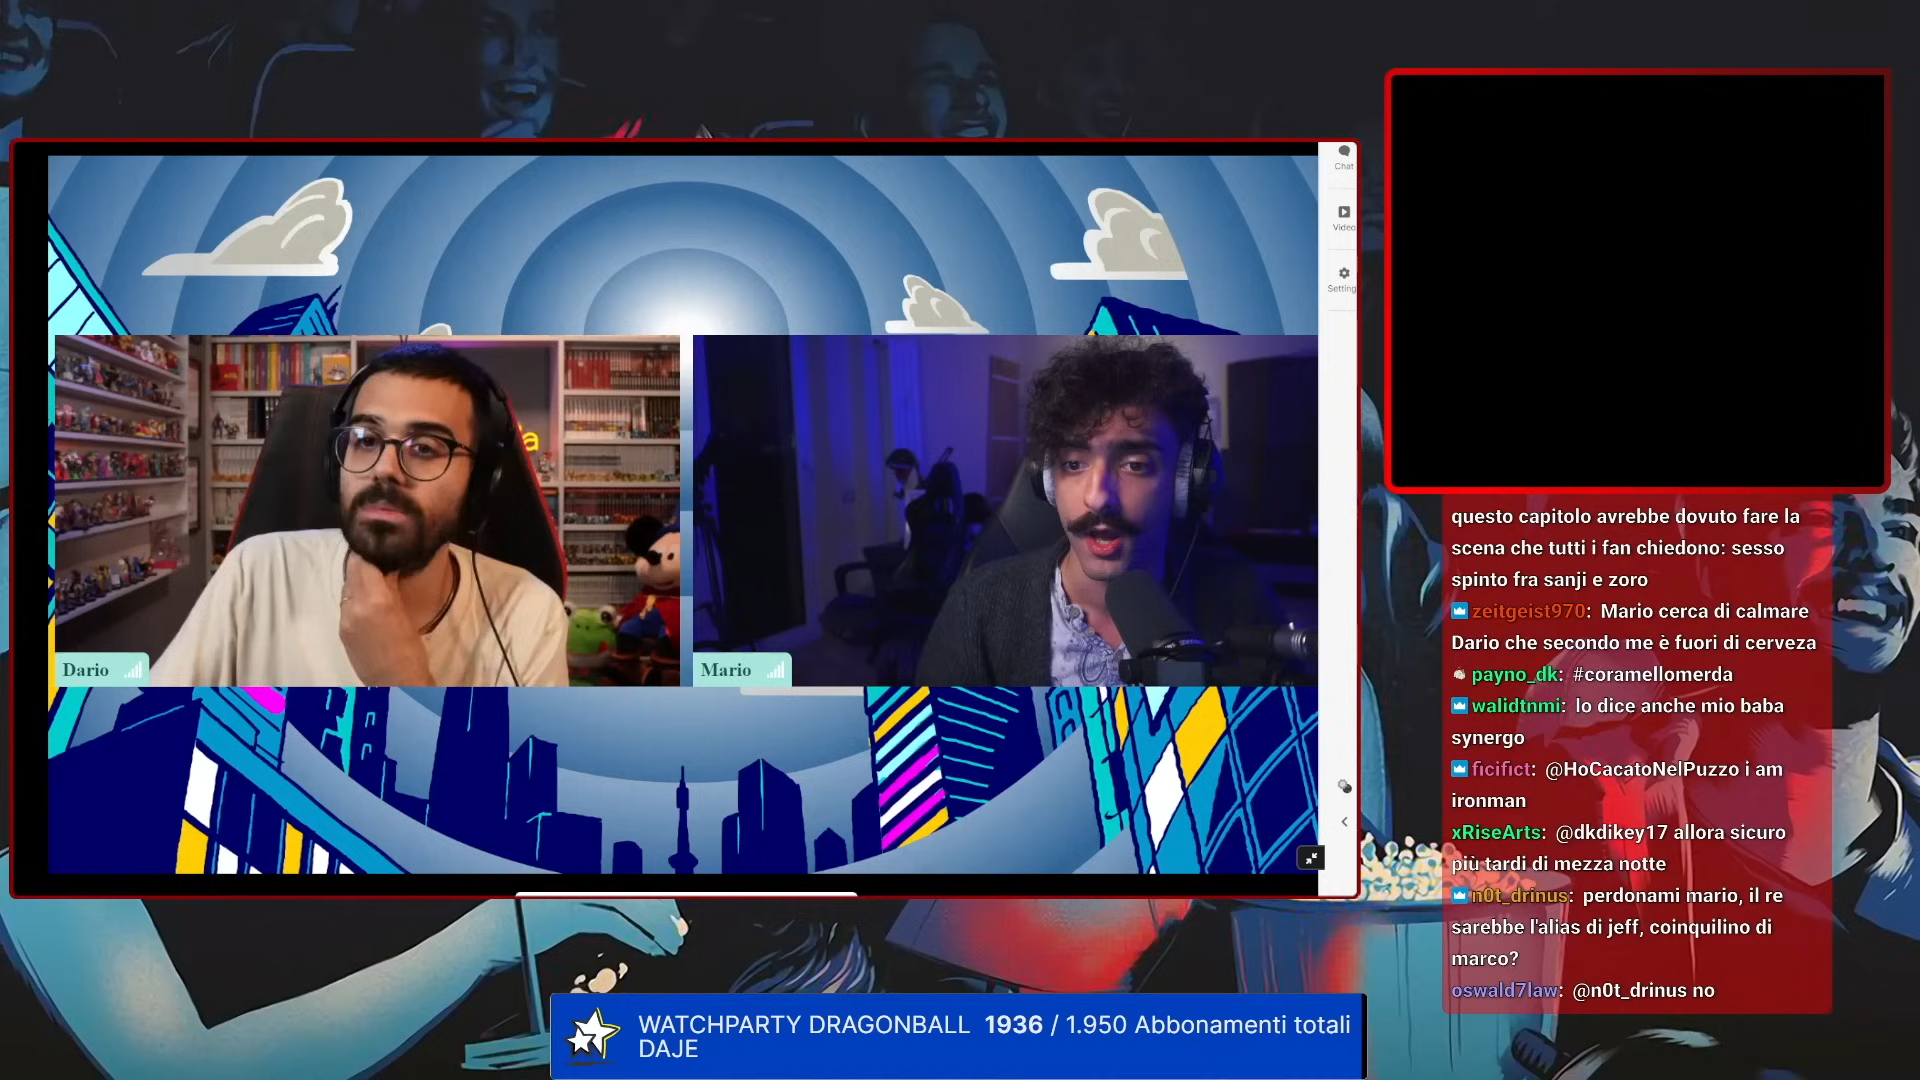 Chat
Video
Setting
Dario
Mario
questo capitolo avrebbe dovuto fare la
scena che tutti i fan chiedono: sesso
spinto fra sanji e zoro
zeitgeist970: Mario cerca di calmare
Dario che secondo me è fuori di cerveza
payno_dk: #coramellomerda
walidtnmi: lo dice anche mio baba
synergo
ficifict: @HoCacatoNelPuzzo i am
ironman
xRiseArts: @dkdikey17 allora sicuro
più tardi di mezza notte
n0t_drinus: perdonami mario, il re
sarebbe l'alias di jeff, coinquilino di
marco?
oswald7law: @n0t_drinus no
WATCHPARTY DRAGONBALL 1936 / 1.950 Abbonamenti totali
DAJE